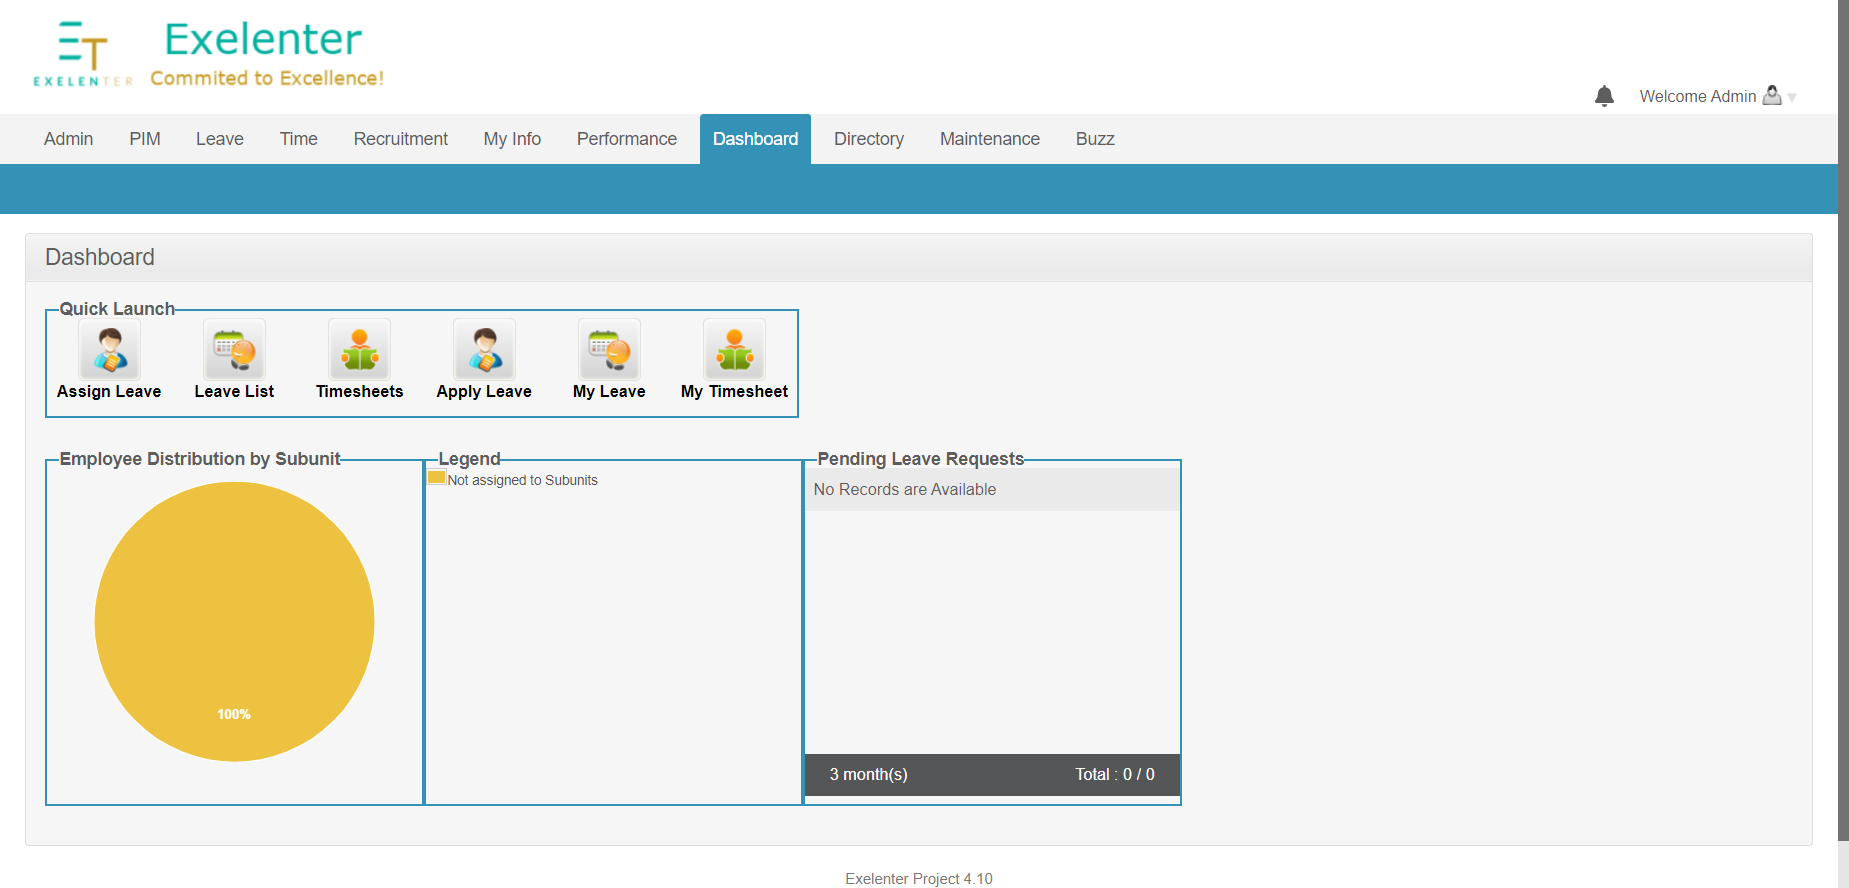 ET
EXELENTER
Exelenter
Commited to Excellence!
Welcome Admin
Admin PIM Leave Time Recruitment My Info Performance Dashboard Directory Maintenance Buzz
Dashboard
Quick Launch
Assign Leave Leave List Timesheets Apply Leave My Leave My Timesheet
Employee Distribution by Subunit
100%
Legend
Not assigned to Subunits
Pending Leave Requests
No Records are Available
3 month(s) Total : 0 / 0
Exelenter Project 4.10